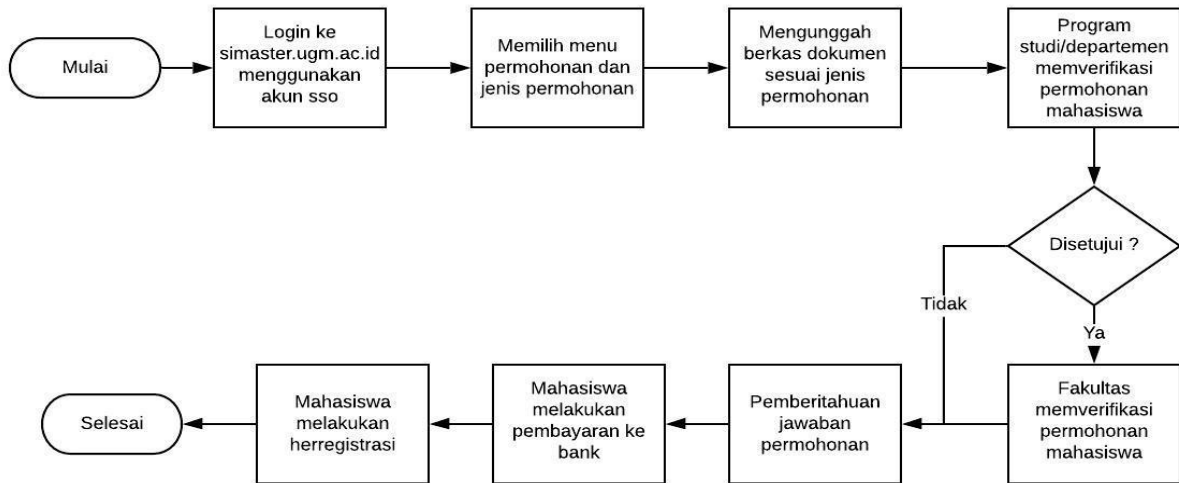 Mulai
Login ke
simaster.ugm.ac.id
menggunakan
akun sso
Memilih menu
permohonan dan
jenis permohonan
Mengunggah
berkas dokumen
sesuai jenis
permohonan
Program
studi/departemen
memverifikasi
permohonan
mahasiswa
Disetujui ?
Tidak
Ya
Fakultas
memverifikasi
permohonan
mahasiswa
Pemberitahuan
jawaban
permohonan
Mahasiswa
melakukan
pembayaran ke
bank
Mahasiswa
melakukan
herregistrasi
Selesai